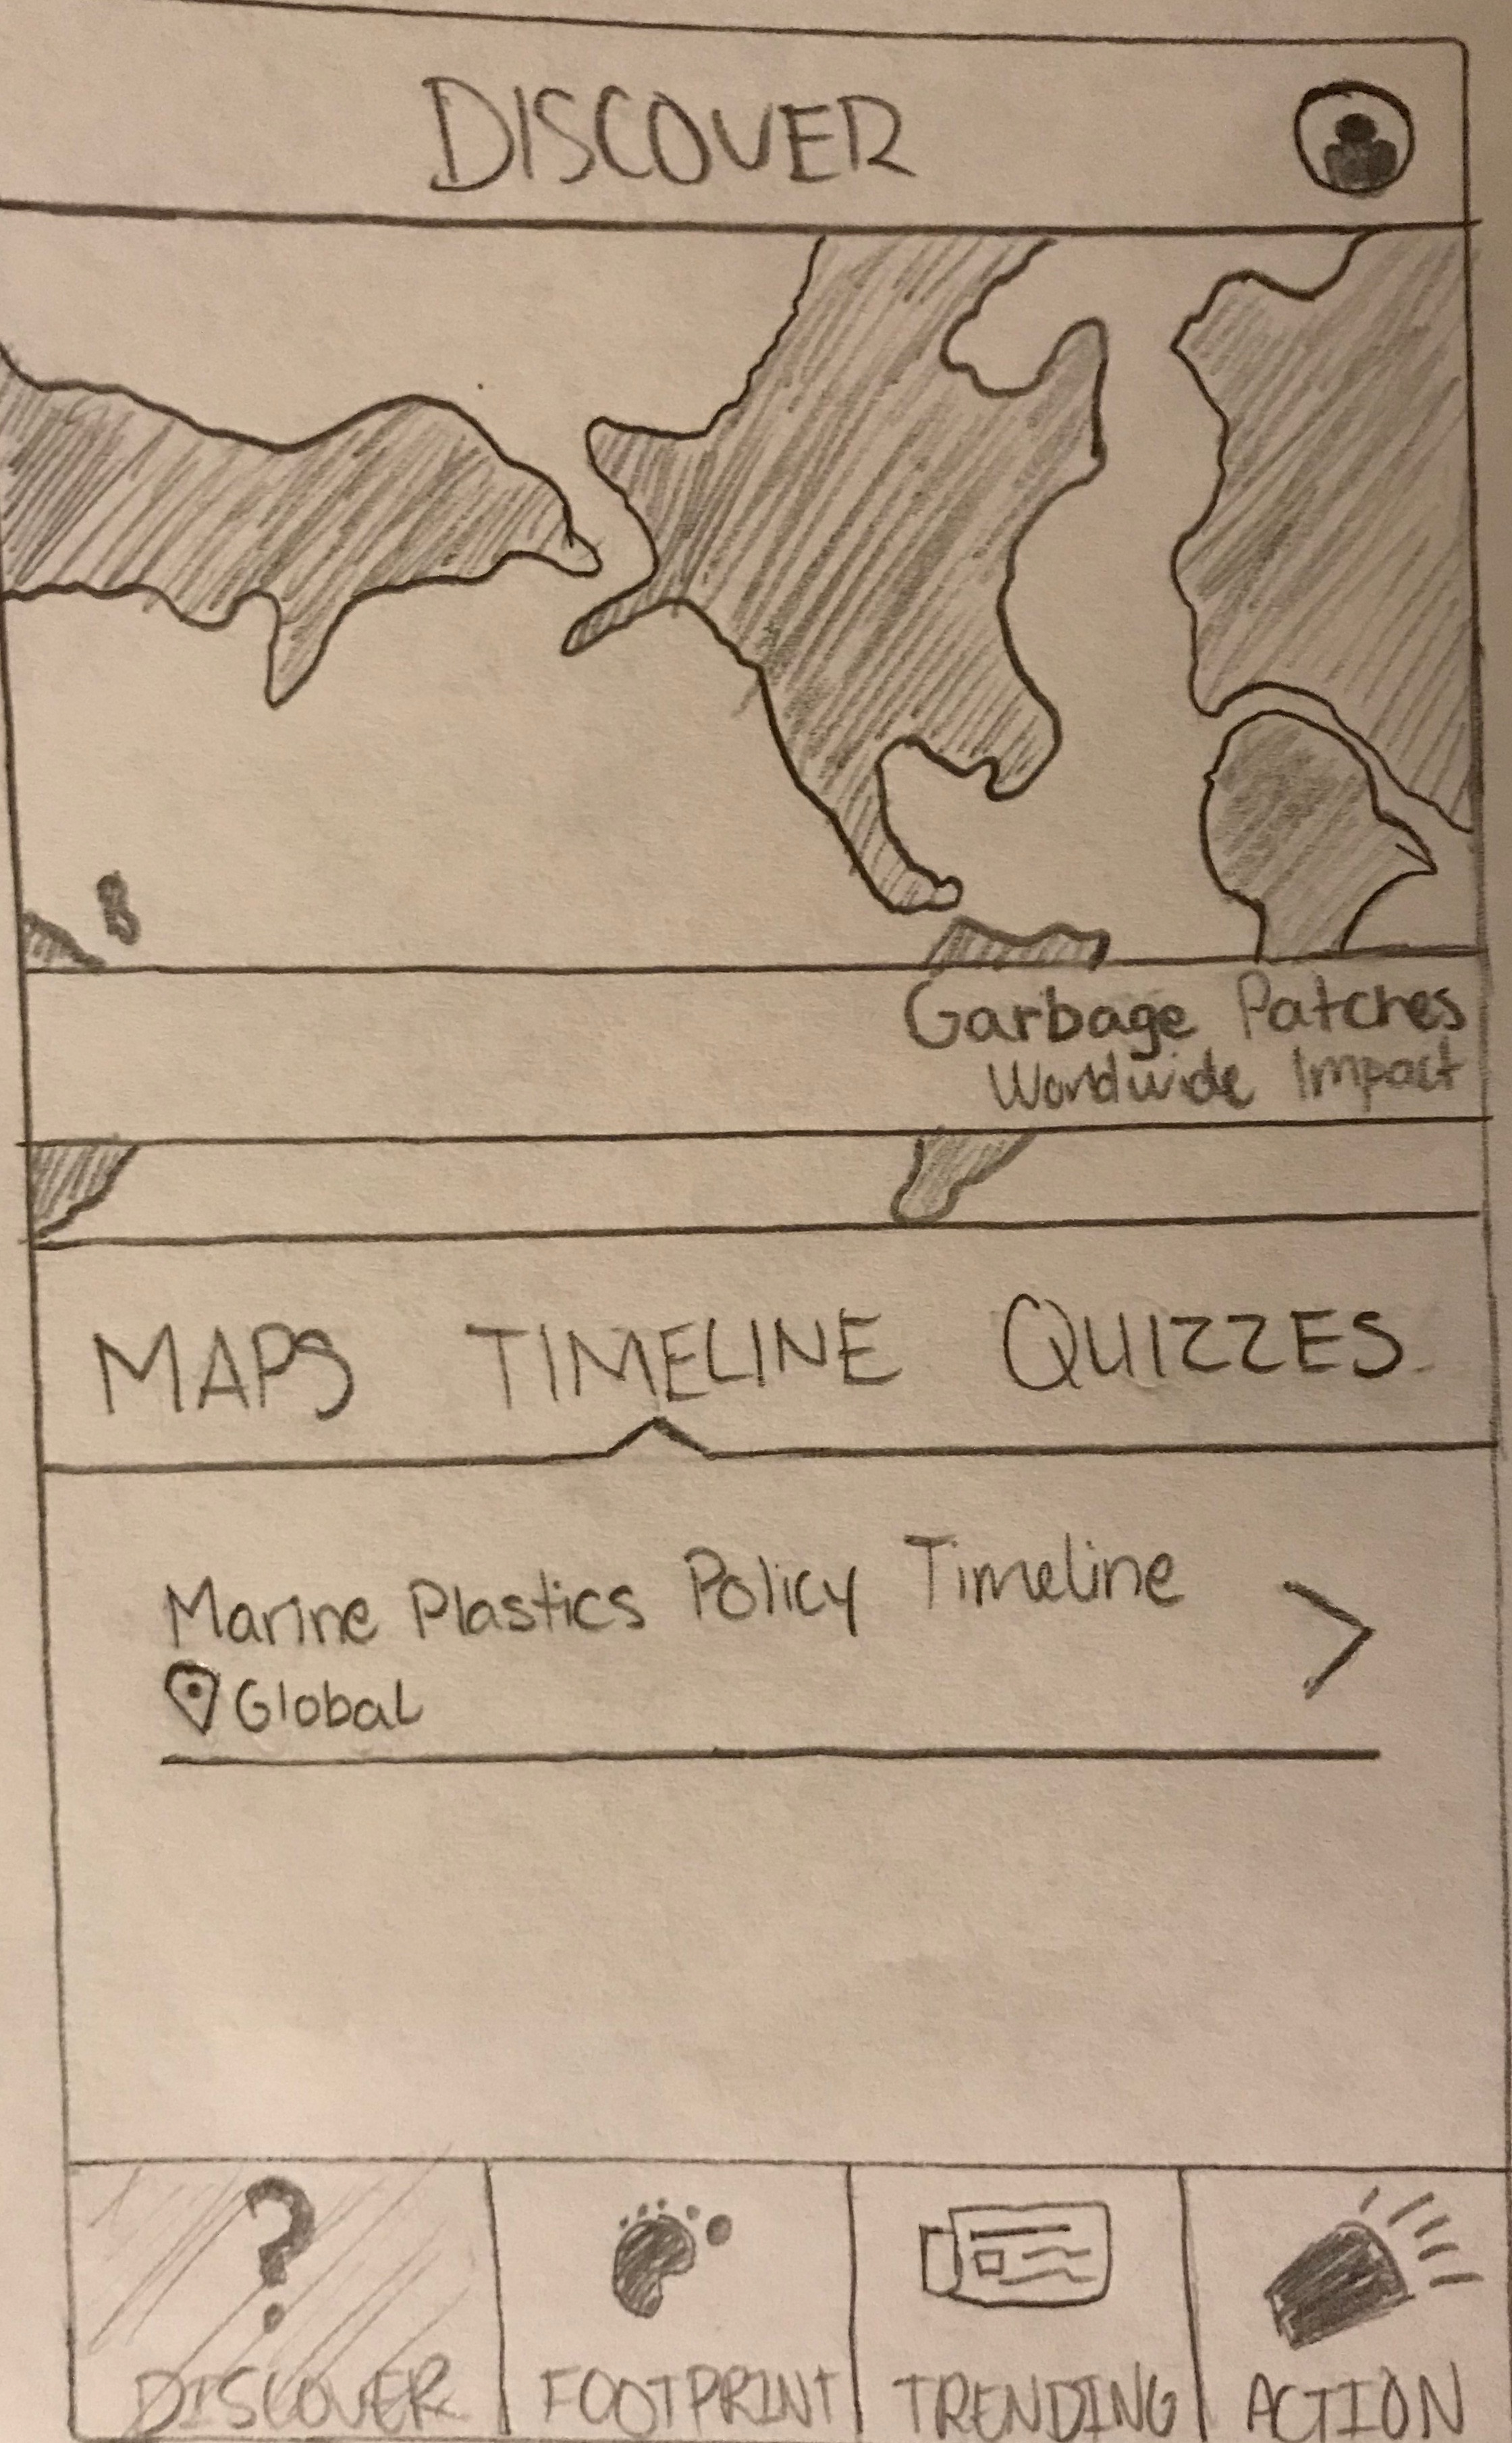 DISCOVER
Garbage Patches
Worldwide Impact
MAPS TIMELINE QUIZZES
Marine Plastics Policy Timeline
Global
DISCOVER FOOTPRINT TRENDING ACTION